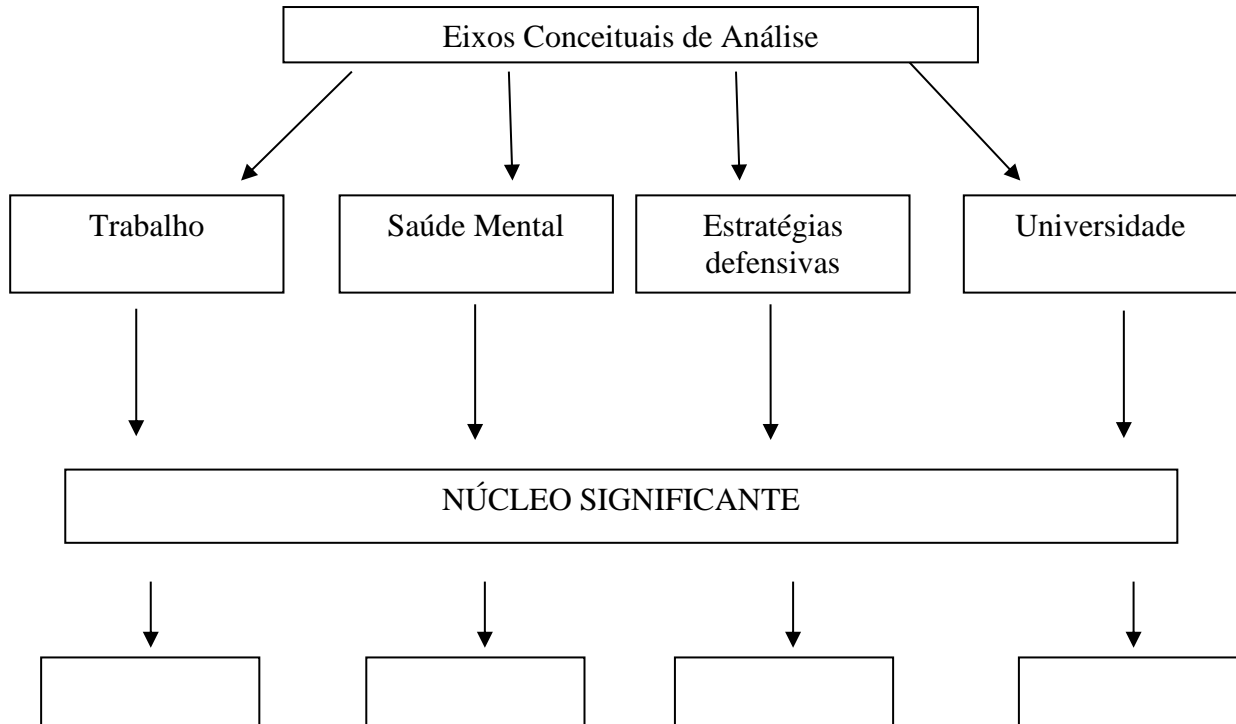 Eixos Conceituais de Análise
Trabalho
Saúde Mental
Estratégias
defensivas
Universidade
NÚCLEO SIGNIFICANTE